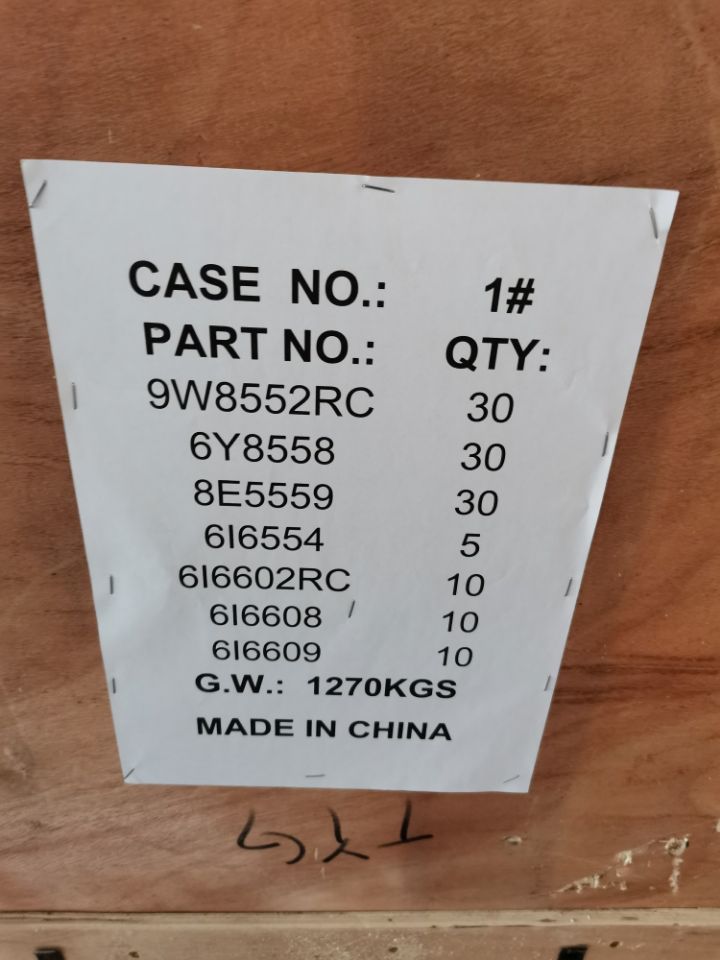 CASE NO.: 1#
PART NO.: QTY:
9W8552RC 30
6Y8558 30
8E5559 30
6I6554 5
6I6602RC 10
6I6608 10
6I6609 10
G.W.: 1270KGS
MADE IN CHINA